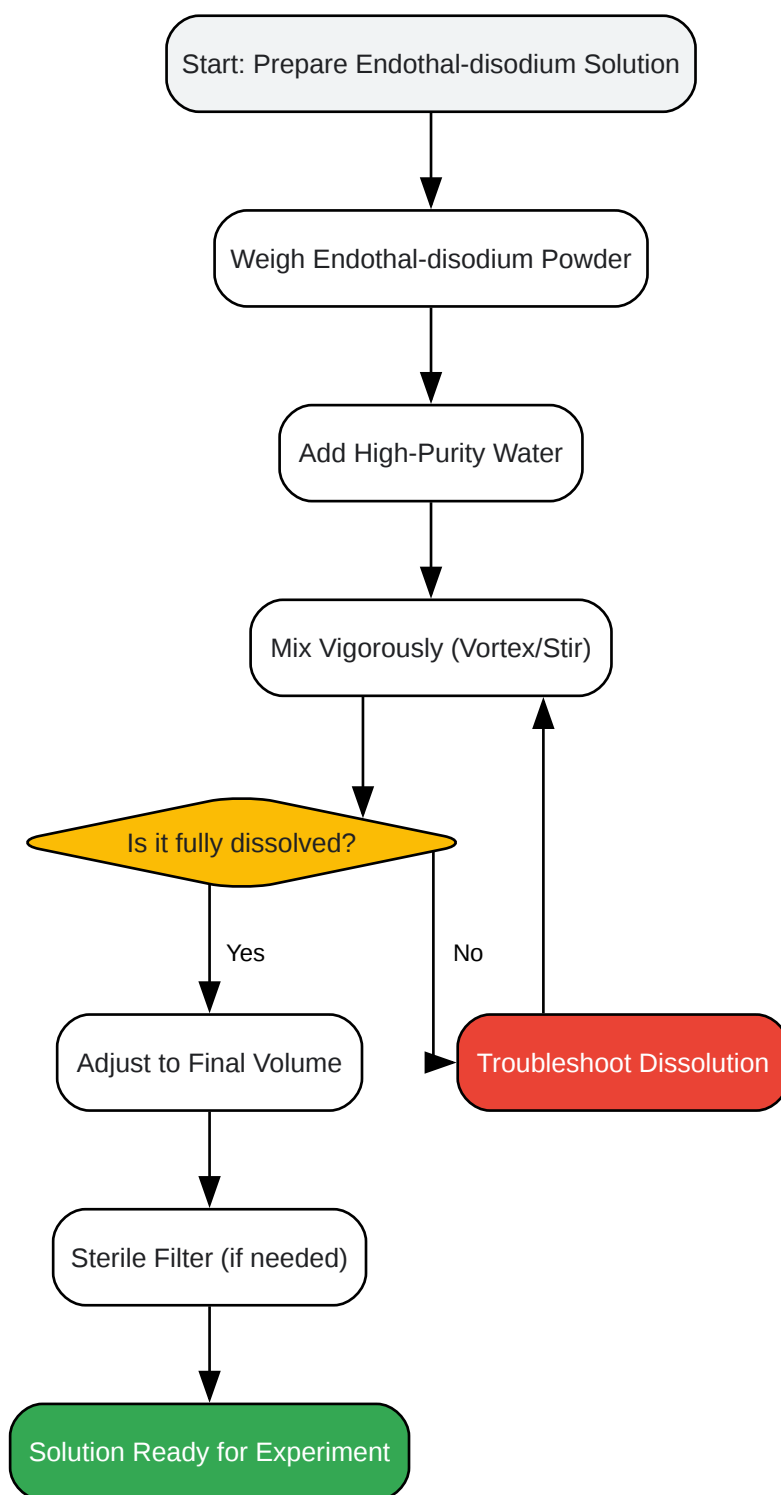 Start: Prepare Endothal-disodium Solution
Weigh Endothal-disodium Powder
Add High-Purity Water
Mix Vigorously (Vortex/Stir)
Is it fully dissolved?
Yes
No
Adjust to Final Volume
Troubleshoot Dissolution
Sterile Filter (if needed)
Solution Ready for Experiment